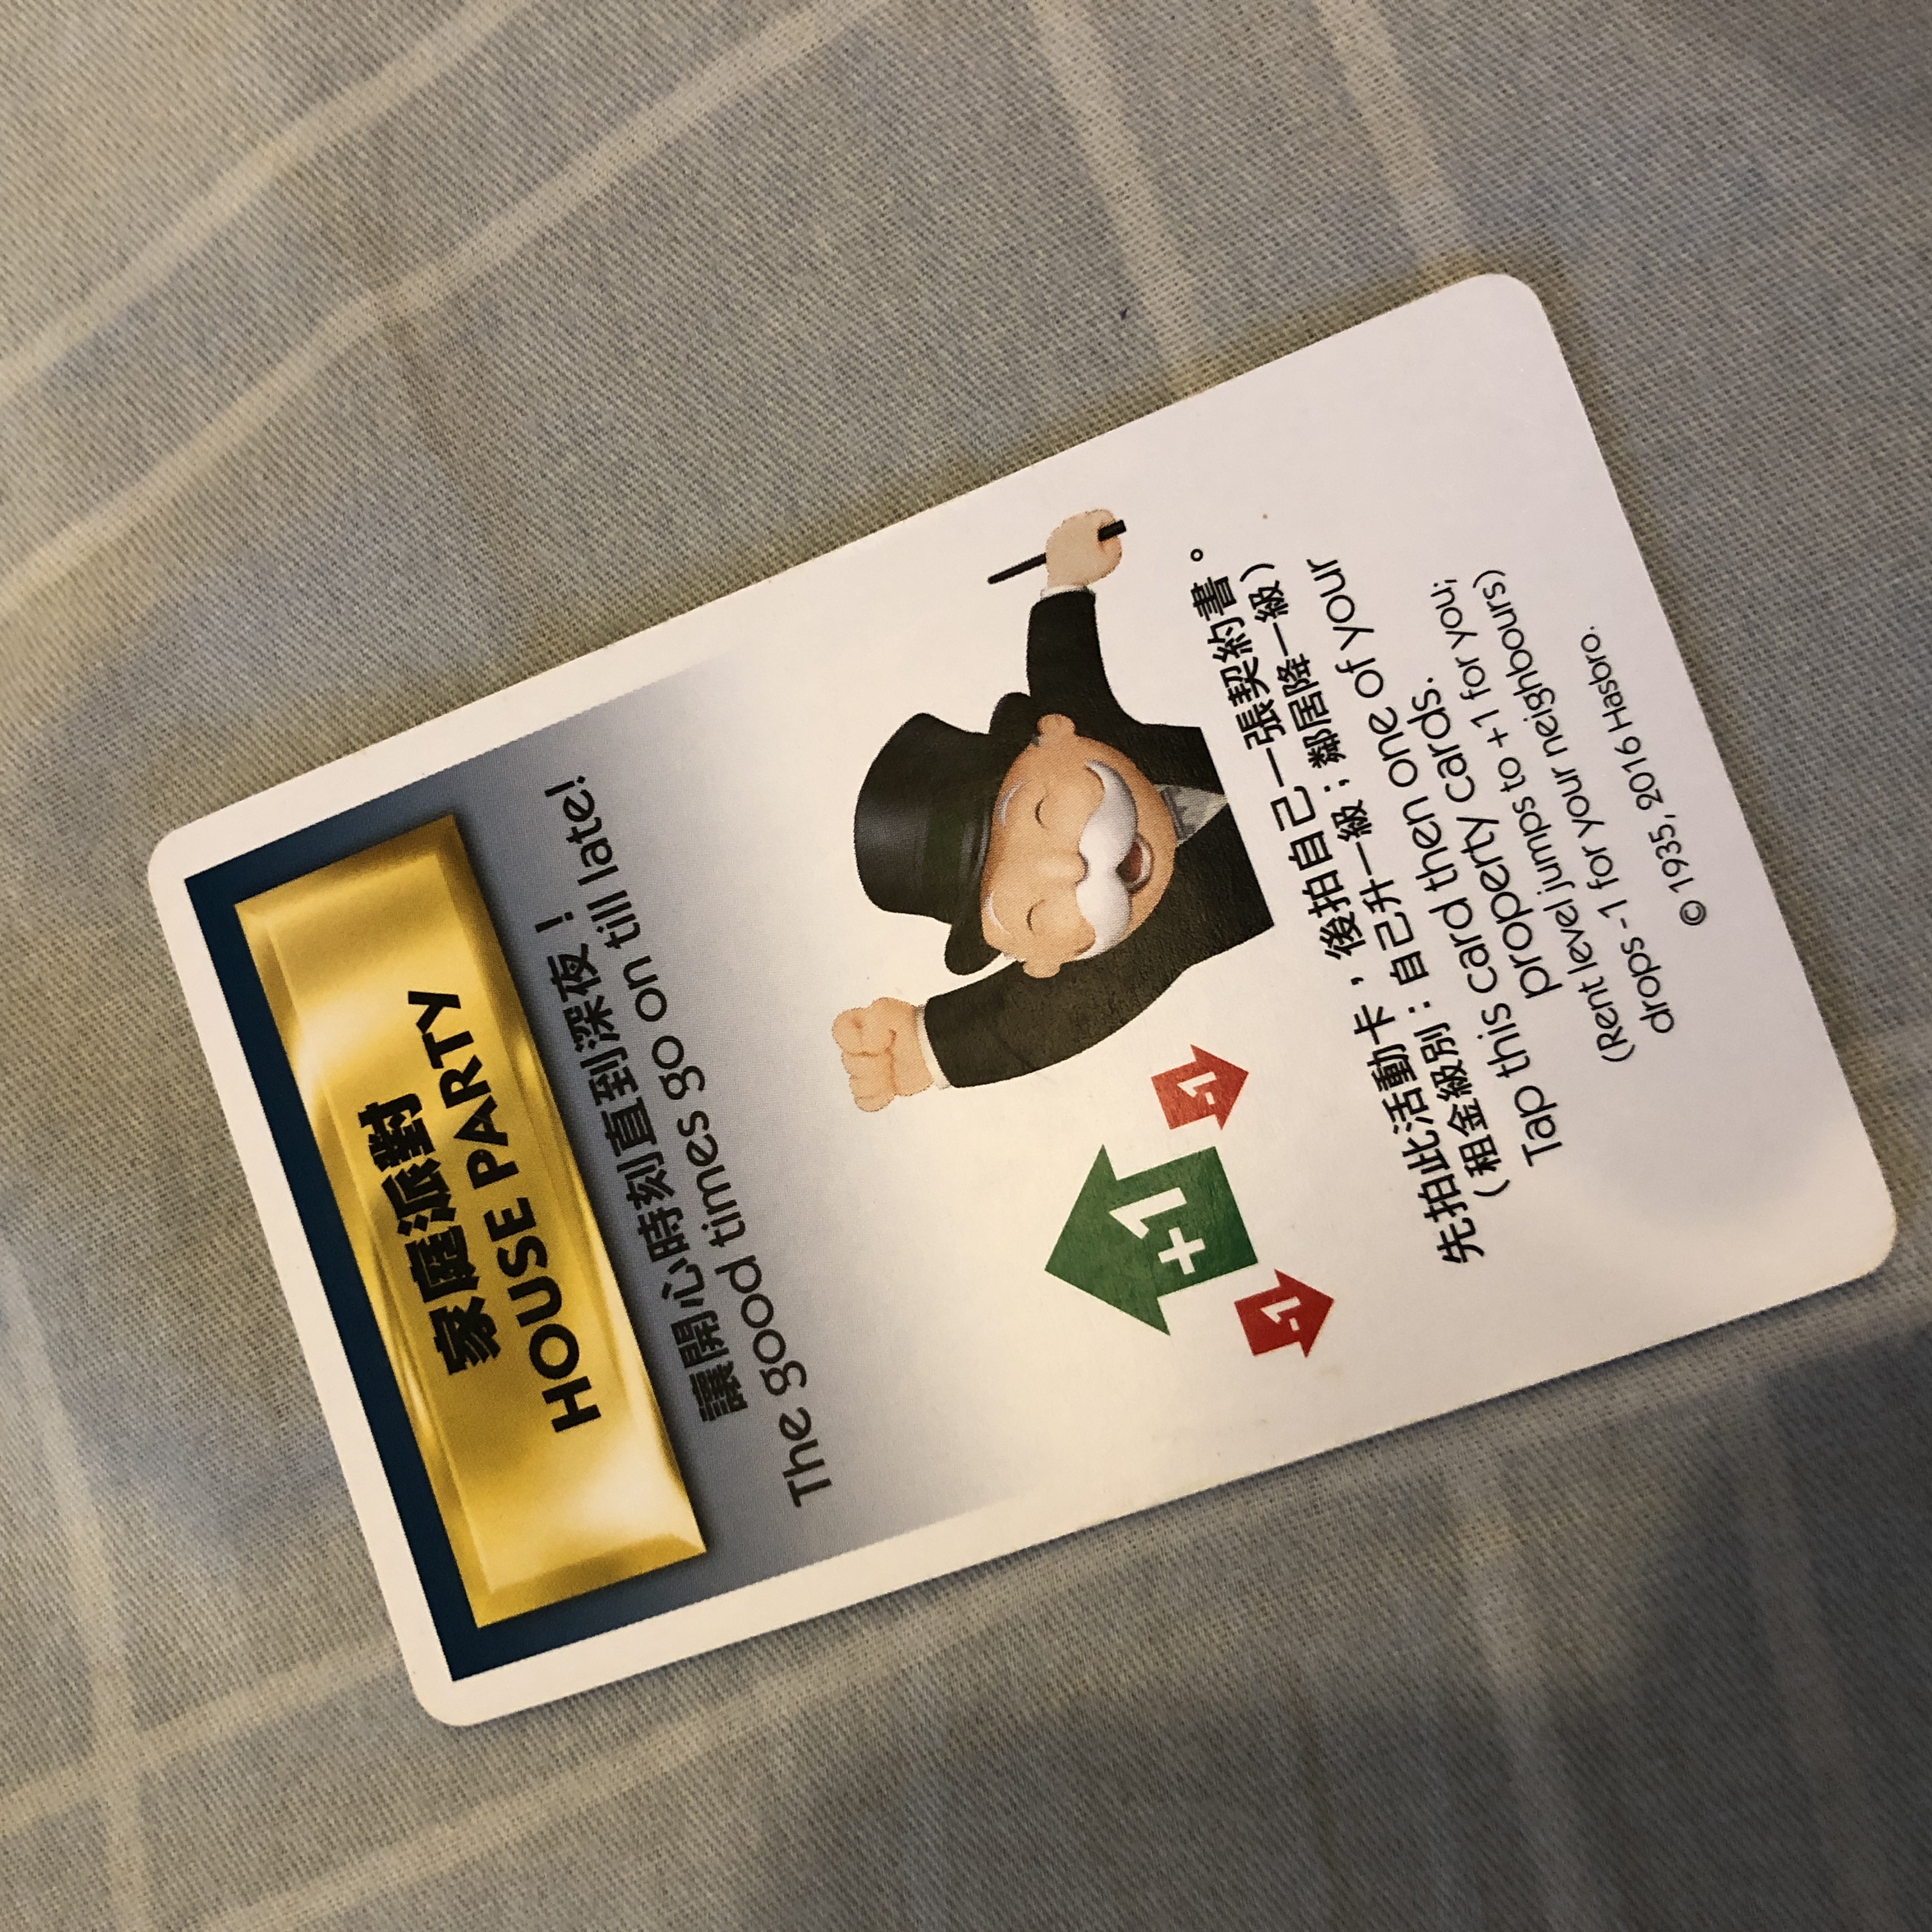 家庭派對
HOUSE PARTY
讓開心時刻直到深夜！
The good times go on till late!
+1
-1
-1
先拍此活動卡，後拍自己一張契約書。
（租金級別：自己升一級；鄰居降一級）
Tap this card then one of your
property cards.
(Rent level jumps to +1 for you;
drops -1 for your neighbours)
© 1935, 2016 Hasbro.